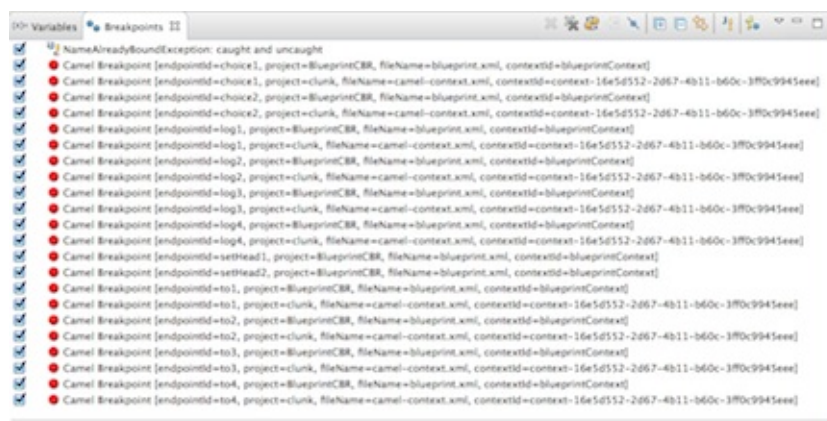 (x)= Variables Breakpoints
NameAlreadyBoundException: caught and uncaught
Camel Breakpoint [endpointId=choice1, project=BlueprintCBR, fileName=blueprint.xml, contextId=blueprintContext]
Camel Breakpoint [endpointId=choice1, project=clunk, fileName=camel-context.xml, contextId=context-16e5d552-2d67-4b11-b60c-3ff0c9945eee]
Camel Breakpoint [endpointId=choice2, project=BlueprintCBR, fileName=blueprint.xml, contextId=blueprintContext]
Camel Breakpoint [endpointId=choice2, project=clunk, fileName=camel-context.xml, contextId=context-16e5d552-2d67-4b11-b60c-3ff0c9945eee]
Camel Breakpoint [endpointId=log1, project=BlueprintCBR, fileName=blueprint.xml, contextId=blueprintContext]
Camel Breakpoint [endpointId=log1, project=clunk, fileName=camel-context.xml, contextId=context-16e5d552-2d67-4b11-b60c-3ff0c9945eee]
Camel Breakpoint [endpointId=log2, project=BlueprintCBR, fileName=blueprint.xml, contextId=blueprintContext]
Camel Breakpoint [endpointId=log2, project=clunk, fileName=camel-context.xml, contextId=context-16e5d552-2d67-4b11-b60c-3ff0c9945eee]
Camel Breakpoint [endpointId=log3, project=BlueprintCBR, fileName=blueprint.xml, contextId=blueprintContext]
Camel Breakpoint [endpointId=log3, project=clunk, fileName=camel-context.xml, contextId=context-16e5d552-2d67-4b11-b60c-3ff0c9945eee]
Camel Breakpoint [endpointId=log4, project=BlueprintCBR, fileName=blueprint.xml, contextId=blueprintContext]
Camel Breakpoint [endpointId=log4, project=clunk, fileName=camel-context.xml, contextId=context-16e5d552-2d67-4b11-b60c-3ff0c9945eee]
Camel Breakpoint [endpointId=setHead1, project=BlueprintCBR, fileName=blueprint.xml, contextId=blueprintContext]
Camel Breakpoint [endpointId=setHead2, project=BlueprintCBR, fileName=blueprint.xml, contextId=blueprintContext]
Camel Breakpoint [endpointId=to1, project=BlueprintCBR, fileName=blueprint.xml, contextId=blueprintContext]
Camel Breakpoint [endpointId=to1, project=clunk, fileName=camel-context.xml, contextId=context-16e5d552-2d67-4b11-b60c-3ff0c9945eee]
Camel Breakpoint [endpointId=to2, project=BlueprintCBR, fileName=blueprint.xml, contextId=blueprintContext]
Camel Breakpoint [endpointId=to2, project=clunk, fileName=camel-context.xml, contextId=context-16e5d552-2d67-4b11-b60c-3ff0c9945eee]
Camel Breakpoint [endpointId=to3, project=BlueprintCBR, fileName=blueprint.xml, contextId=blueprintContext]
Camel Breakpoint [endpointId=to3, project=clunk, fileName=camel-context.xml, contextId=context-16e5d552-2d67-4b11-b60c-3ff0c9945eee]
Camel Breakpoint [endpointId=to4, project=BlueprintCBR, fileName=blueprint.xml, contextId=blueprintContext]
Camel Breakpoint [endpointId=to4, project=clunk, fileName=camel-context.xml, contextId=context-16e5d552-2d67-4b11-b60c-3ff0c9945eee]